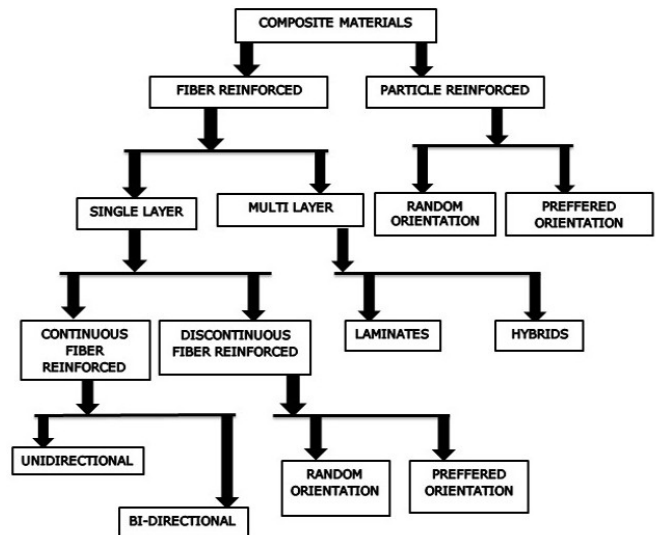 COMPOSITE MATERIALS
FIBER REINFORCED
PARTICLE REINFORCED
SINGLE LAYER
MULTI LAYER
RANDOM
ORIENTATION
PREFFERED
ORIENTATION
CONTINUOUS
FIBER
REINFORCED
DISCONTINUOUS
FIBER REINFORCED
LAMINATES
HYBRIDS
UNIDIRECTIONAL
BI-DIRECTIONAL
RANDOM
ORIENTATION
PREFFERED
ORIENTATION